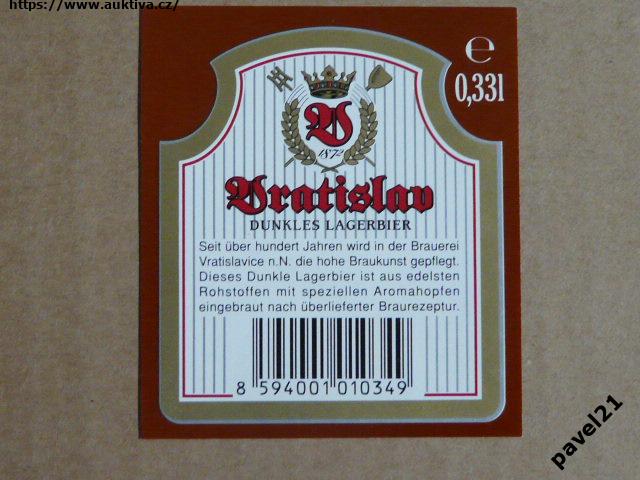 https://www.auktiva.cz/
e
0,33l
V
1872
Vratislav
DUNKLES LAGERBIER
Seit über hundert Jahren wird in der Brauerei
Vratislavice n.N. die hohe Braukunst gepflegt.
Dieses Dunkle Lagerbier ist aus edelsten
Rohstoffen mit speziellen Aromahopfen
eingebraut nach überlieferter Braurezeptur.
8 594001 010349
pavel21